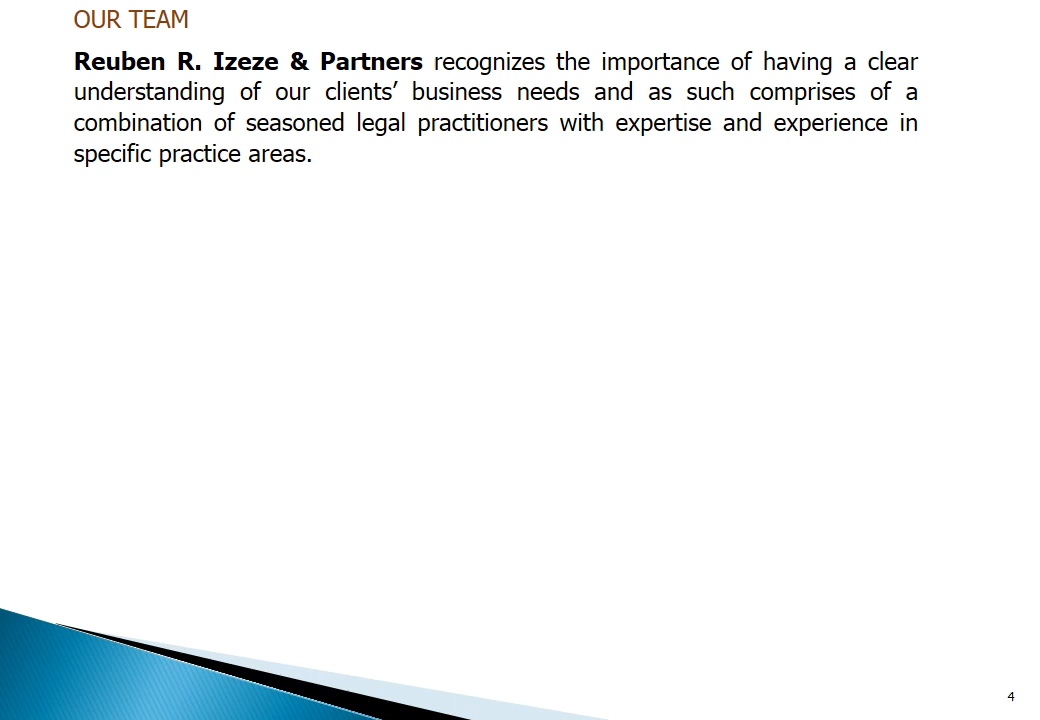 OUR TEAM
Reuben R. Izeze & Partners recognizes the importance of having a clear
understanding of our clients’ business needs and as such comprises of a
combination of seasoned legal practitioners with expertise and experience in
specific practice areas.
4